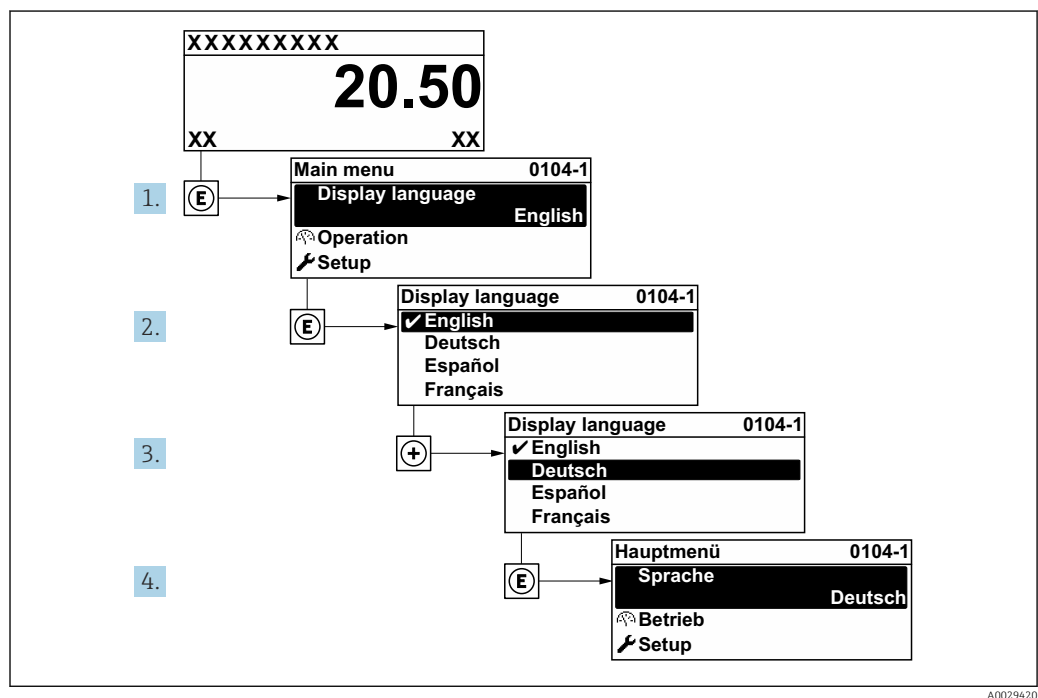 XXXXXXXXX
20.50
XX XX
1. E
Main menu 0104-1
Display language
English
Operation
Setup
2. E
Display language 0104-1
✔ English
Deutsch
Español
Français
3. +
Display language 0104-1
✔ English
Deutsch
Español
Français
4. E
Hauptmenü 0104-1
Sprache
Deutsch
Betrieb
Setup
A0029420